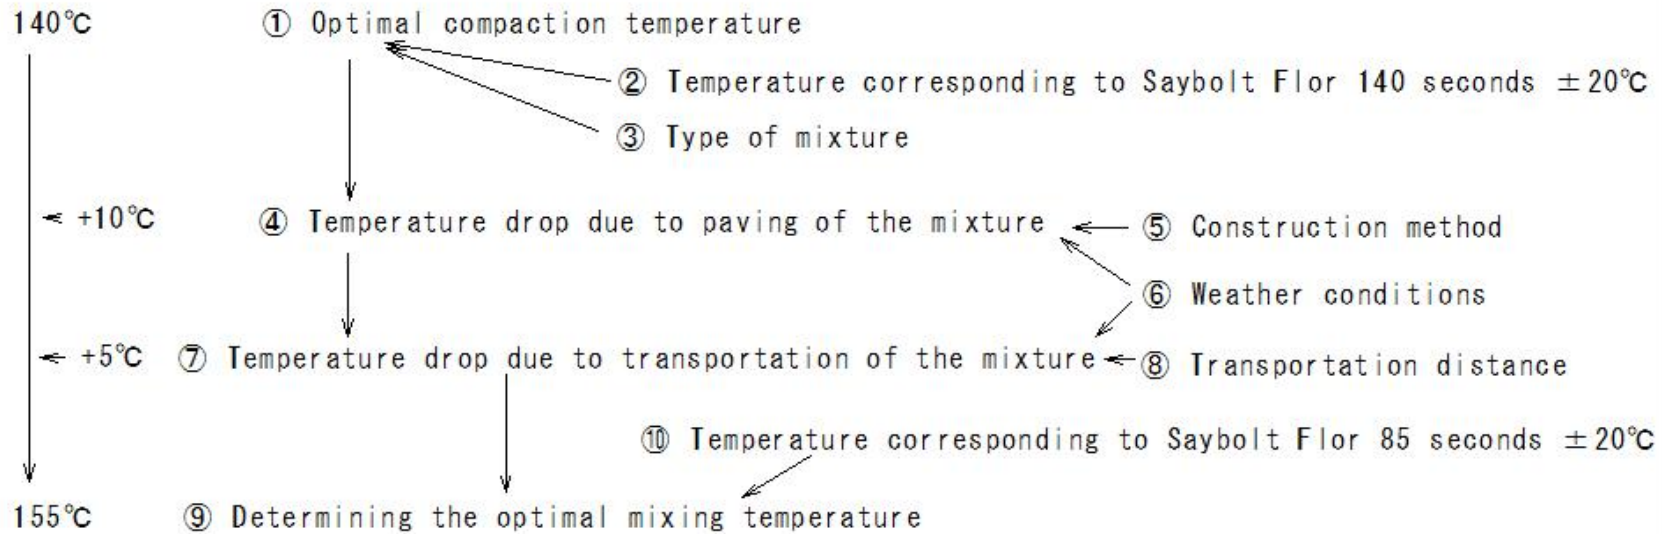 140℃ ① Optimal compaction temperature
② Temperature corresponding to Saybolt Flor 140 seconds ±20℃
③ Type of mixture
+10℃ ④ Temperature drop due to paving of the mixture
⑤ Construction method
⑥ Weather conditions
+5℃ ⑦ Temperature drop due to transportation of the mixture
⑧ Transportation distance
⑩ Temperature corresponding to Saybolt Flor 85 seconds ±20℃
155℃ ⑨ Determining the optimal mixing temperature